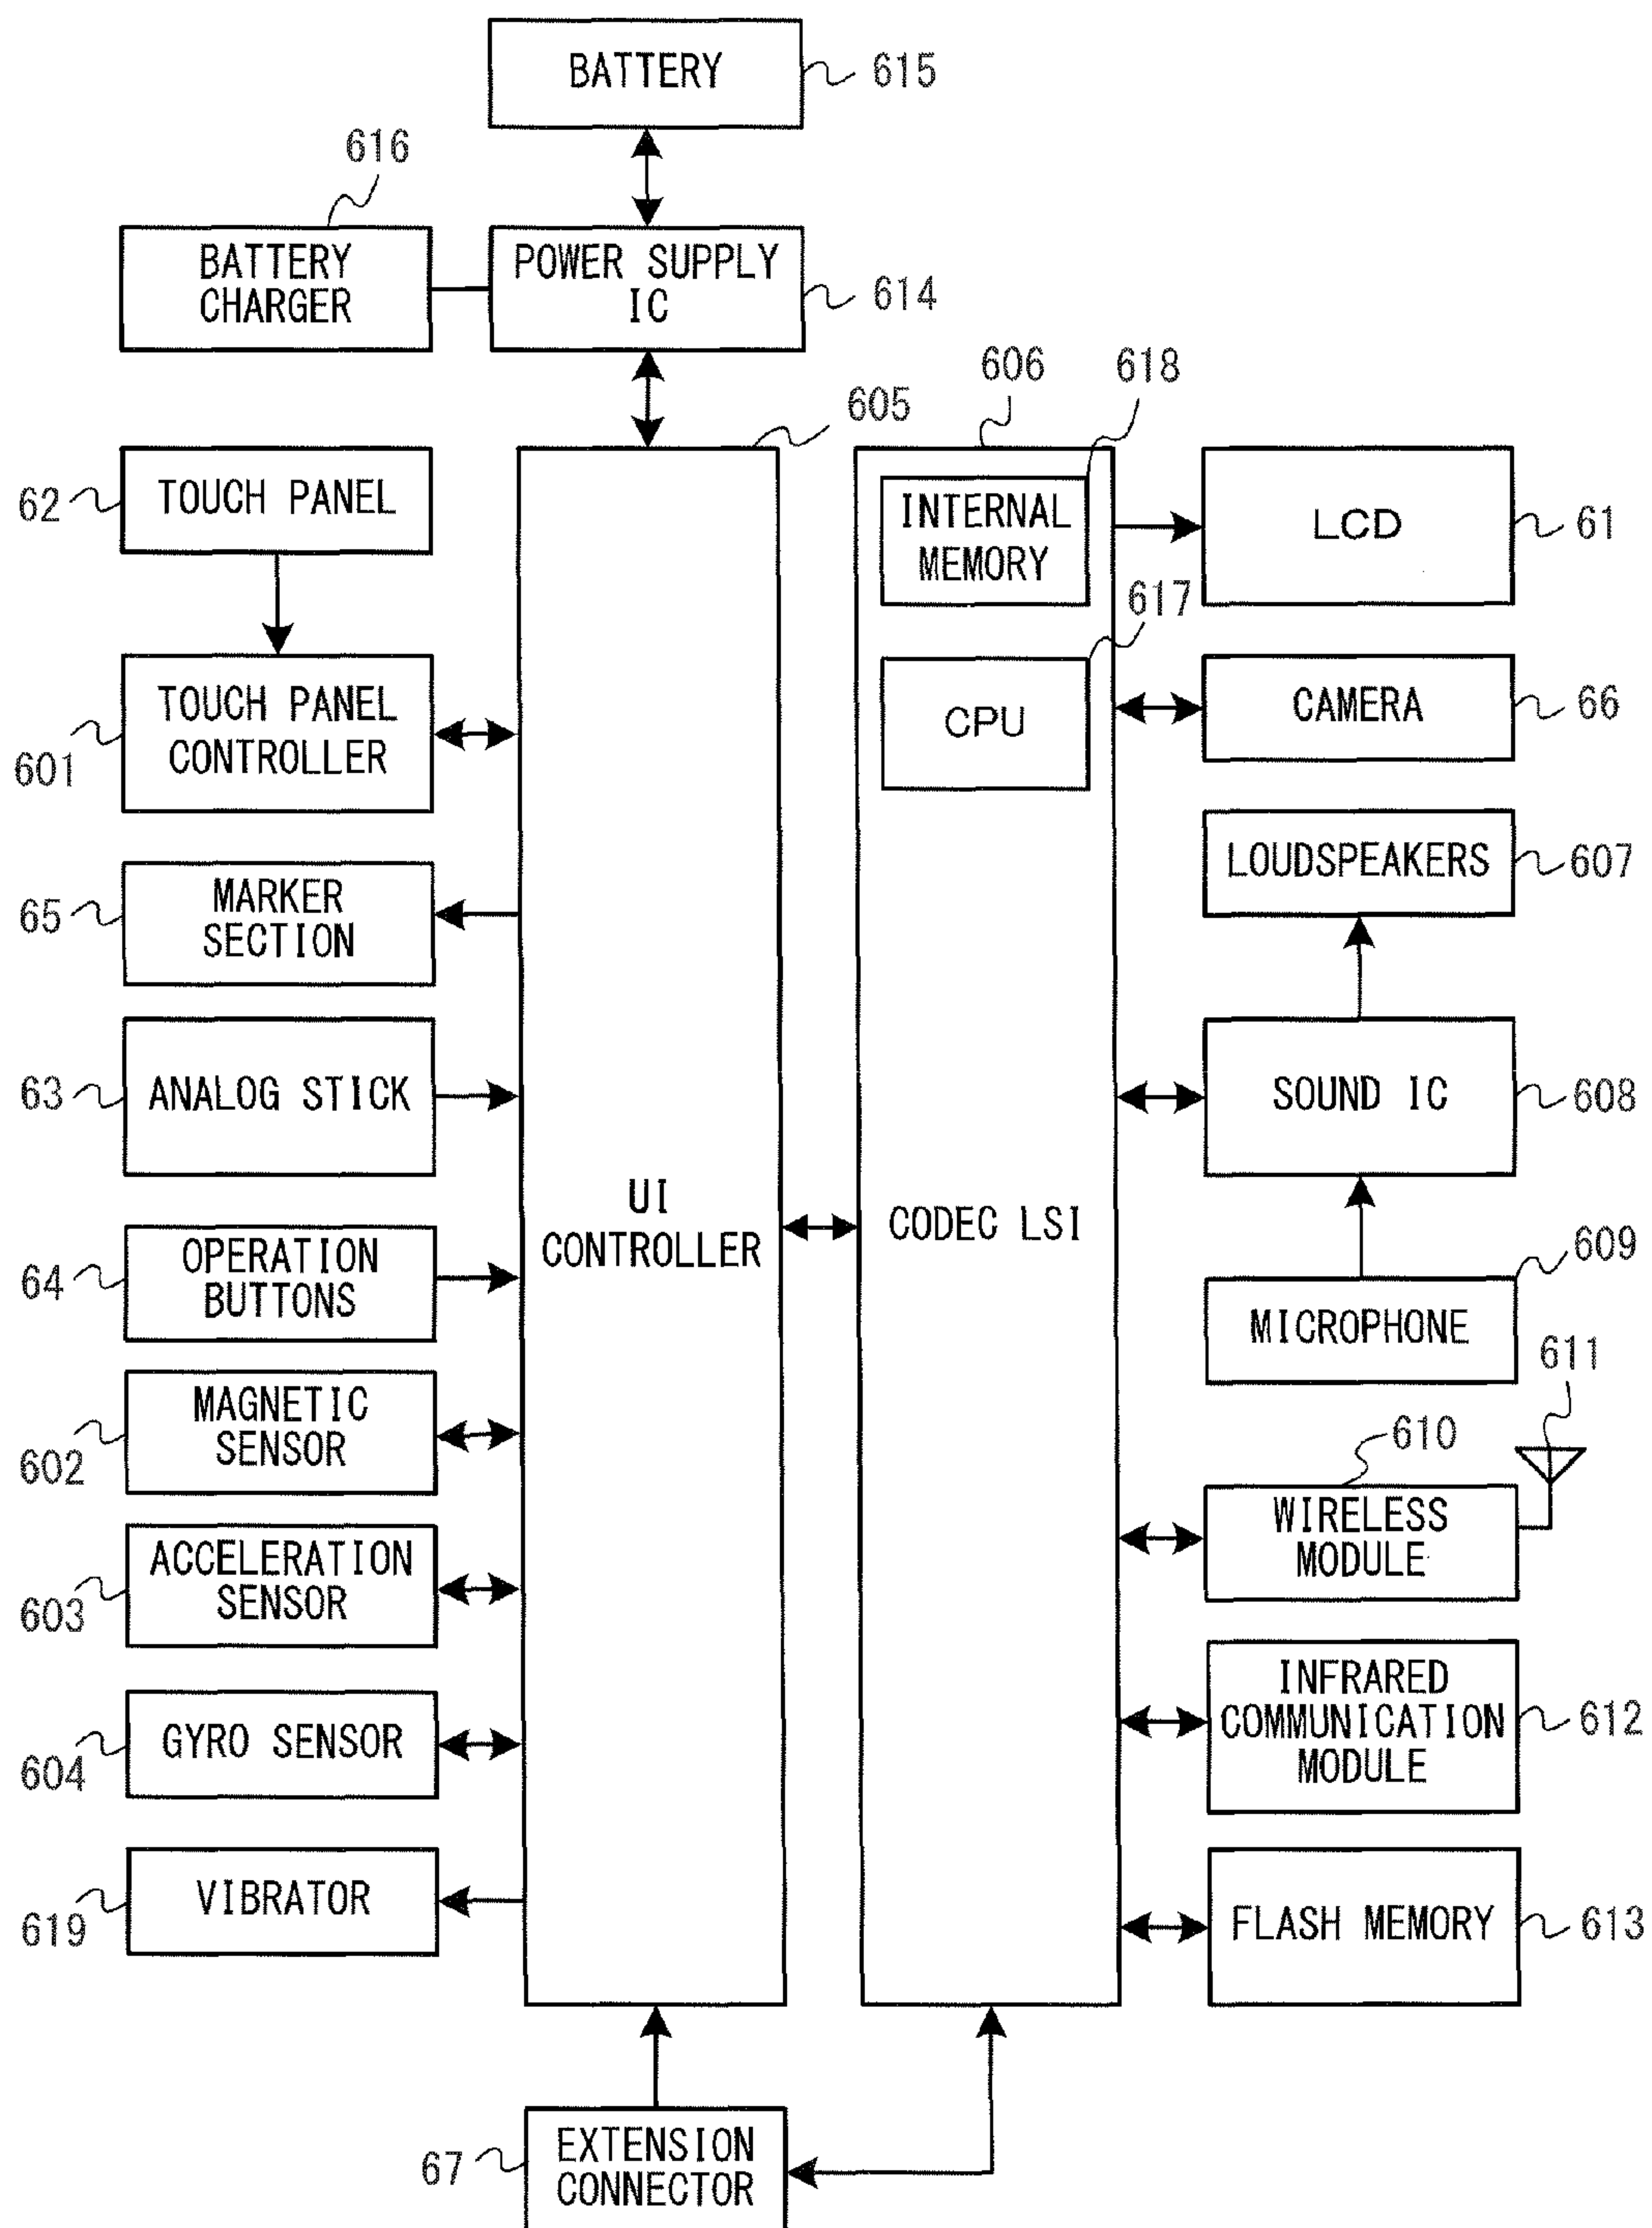 BATTERY
615
616
BATTERY
CHARGER
POWER SUPPLY
IC
614
605
606
618
62
TOUCH PANEL
INTERNAL
MEMORY
LCD
61
617
601
TOUCH PANEL
CONTROLLER
CPU
CAMERA
66
LOUDSPEAKERS
607
65
MARKER
SECTION
63
ANALOG STICK
SOUND IC
608
UI
CONTROLLER
CODEC LSI
64
OPERATION
BUTTONS
609
MICROPHONE
611
602
MAGNETIC
SENSOR
610
WIRELESS
MODULE
603
ACCELERATION
SENSOR
604
GYRO SENSOR
INFRARED
COMMUNICATION
MODULE
612
619
VIBRATOR
FLASH MEMORY
613
67
EXTENSION
CONNECTOR